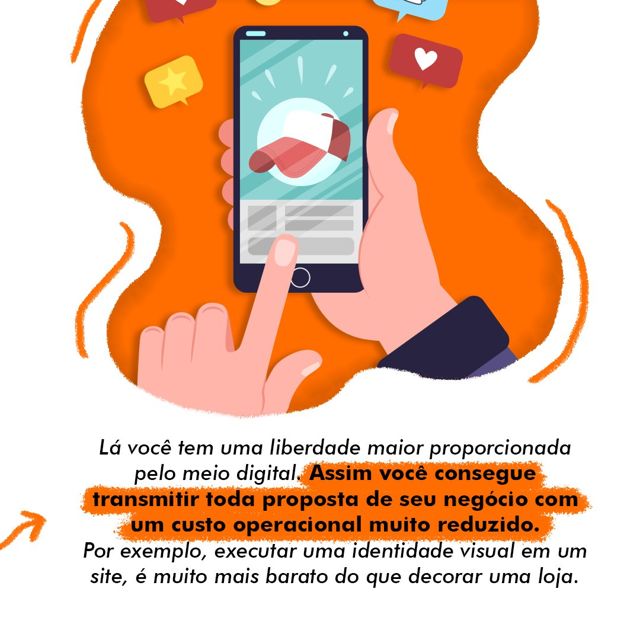 Lá você tem uma liberdade maior proporcionada
pelo meio digital. Assim você consegue
transmitir toda proposta de seu negócio com
um custo operacional muito reduzido.
Por exemplo, executar uma identidade visual em um
site, é muito mais barato do que decorar uma loja.